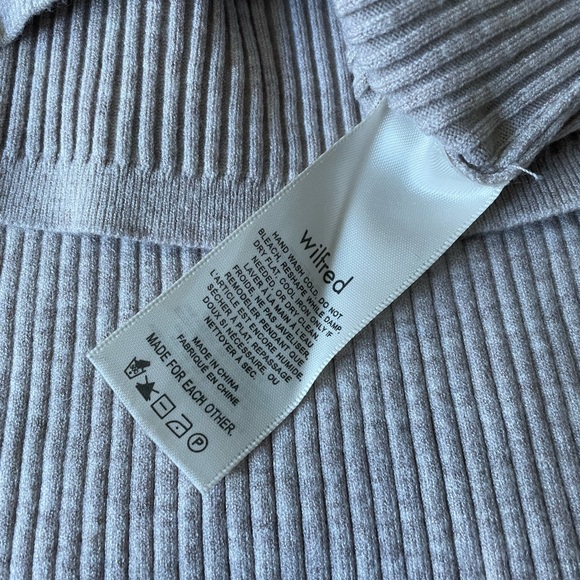 wilfred
HAND WASH COLD. DO NOT
BLEACH. RESHAPE WHILE DAMP.
DRY FLAT. COOL IRON ONLY IF
NEEDED, OR DRY CLEAN.
LAVER À LA MAIN À L'EAU
FROIDE. NE PAS JAVELISER.
REMODELER PENDANT QUE
L'ARTICLE EST ENCORE HUMIDE.
SÉCHER À PLAT. REPASSAGE
DOUX SI NÉCESSAIRE, OU
NETTOYER À SEC.
MADE IN CHINA
FABRIQUÉ EN CHINE
MADE FOR EACH OTHER.
P